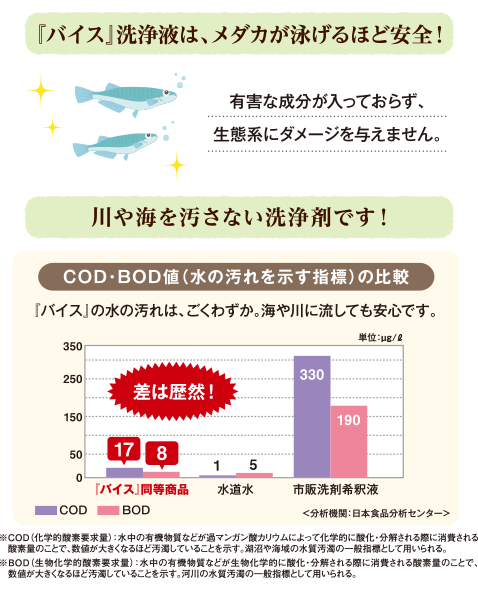 『バイス』洗浄液は、メダカが泳げるほど安全！
有害な成分が入っておらず、
生態系にダメージを与えません。
川や海を汚さない洗浄剤です！
COD・BOD値（水の汚れを示す指標）の比較
『バイス』の水の汚れは、ごくわずか。海や川に流しても安心です。
単位：μg/ℓ
350
250
150
50
0
差は歴然！
17
8
1
5
330
190
『バイス』同等商品
水道水
市販洗剤希釈液
COD
BOD
＜分析機関：日本食品分析センター＞
※COD（化学的酸素要求量）：水中の有機物質などが過マンガン酸カリウムによって化学的に酸化・分解される際に消費される
酸素量のことで、数値が大きくなるほど汚濁していることを示す。湖沼や海域の水質汚濁の一般指標として用いられる。
※BOD（生物化学的酸素要求量）：水中の有機物質などが生物化学的に酸化・分解される際に消費される酸素量のことで、
数値が大きくなるほど汚濁していることを示す。河川の水質汚濁の一般指標として用いられる。